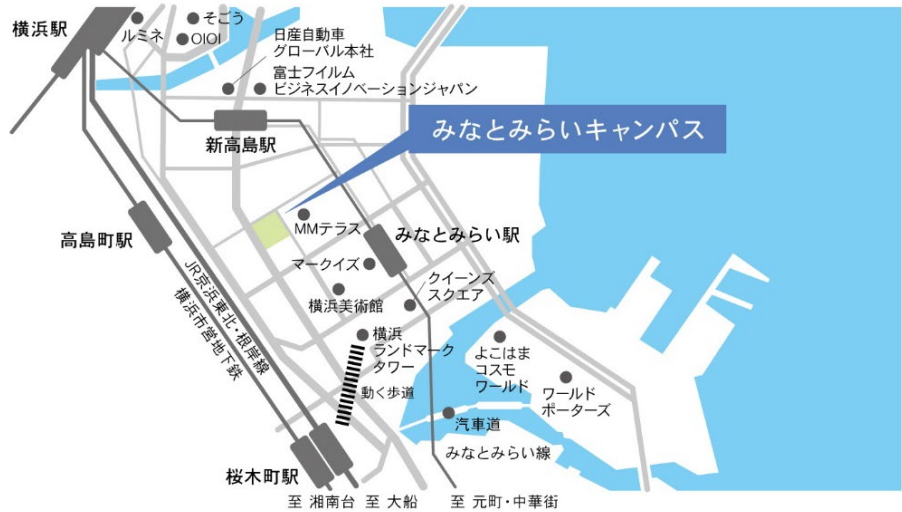 横浜駅
ルミネ
そごう
OIOI
日産自動車
グローバル本社
富士フイルム
ビジネスイノベーションジャパン
新高島駅
みなとみらいキャンパス
高島町駅
MMテラス
みなとみらい駅
マークイズ
クイーンズ
スクエア
横浜美術館
JR京浜東北・根岸線
横浜市営地下鉄
横浜
ランドマーク
タワー
よこはま
コスモ
ワールド
ワールド
ポーターズ
動く歩道
汽車道
みなとみらい線
桜木町駅
至 湘南台
至 大船
至 元町・中華街